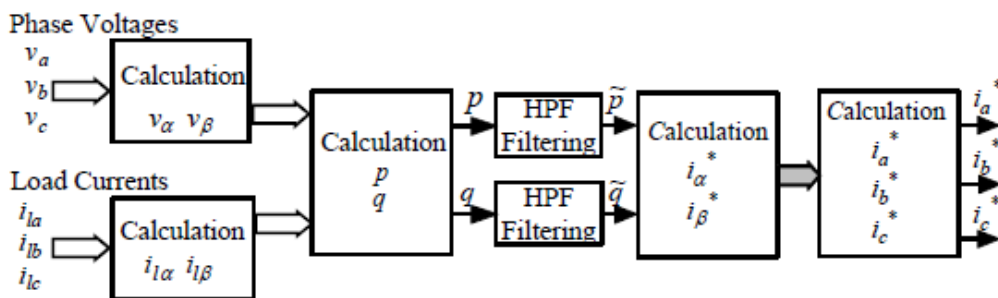 Phase Voltages
v_a
v_b
v_c
Calculation
v_α v_β
Load Currents
i_la
i_lb
i_lc
Calculation
i_lα i_lβ
Calculation
p
q
p
HPF
Filtering
p̃
q
HPF
Filtering
q̃
Calculation
i_α^*
i_β^*
Calculation
i_a^*
i_b^*
i_c^*
i_a^*
i_b^*
i_c^*